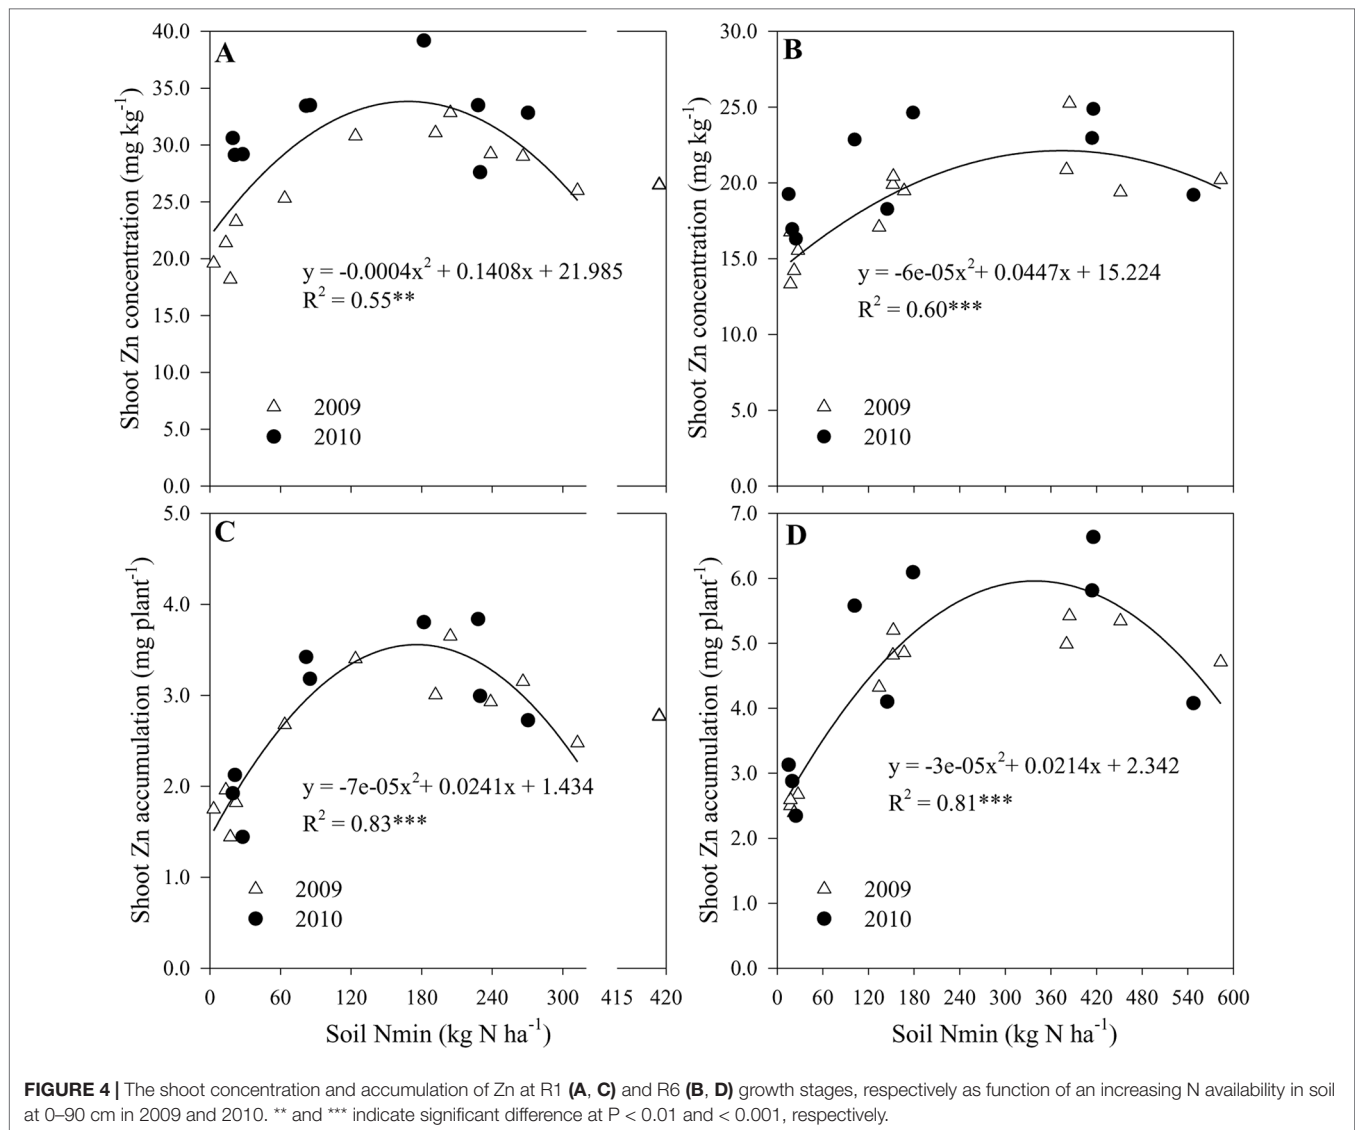 A
40.0
35.0
30.0
25.0
20.0
15.0
10.0
5.0
0.0
Shoot Zn concentration (mg kg⁻¹)
y = -0.0004x² + 0.1408x + 21.985
R² = 0.55**
2009
2010
B
30.0
25.0
20.0
15.0
10.0
5.0
0.0
Shoot Zn concentration (mg kg⁻¹)
y = -6e-05x²+ 0.0447x + 15.224
R² = 0.60***
2009
2010
C
5.0
4.0
3.0
2.0
1.0
0.0
Shoot Zn accumulation (mg plant⁻¹)
y = -7e-05x²+ 0.0241x + 1.434
R² = 0.83***
2009
2010
0 60 120 180 240 300 415 420
Soil Nmin (kg N ha⁻¹)
D
7.0
6.0
5.0
4.0
3.0
2.0
1.0
0.0
Shoot Zn accumulation (mg plant⁻¹)
y = -3e-05x²+ 0.0214x + 2.342
R² = 0.81***
2009
2010
0 60 120 180 240 300 360 420 480 540 600
Soil Nmin (kg N ha⁻¹)
FIGURE 4 | The shoot concentration and accumulation of Zn at R1 (A, C) and R6 (B, D) growth stages, respectively as function of an increasing N availability in soil
at 0–90 cm in 2009 and 2010. ** and *** indicate significant difference at P < 0.01 and < 0.001, respectively.